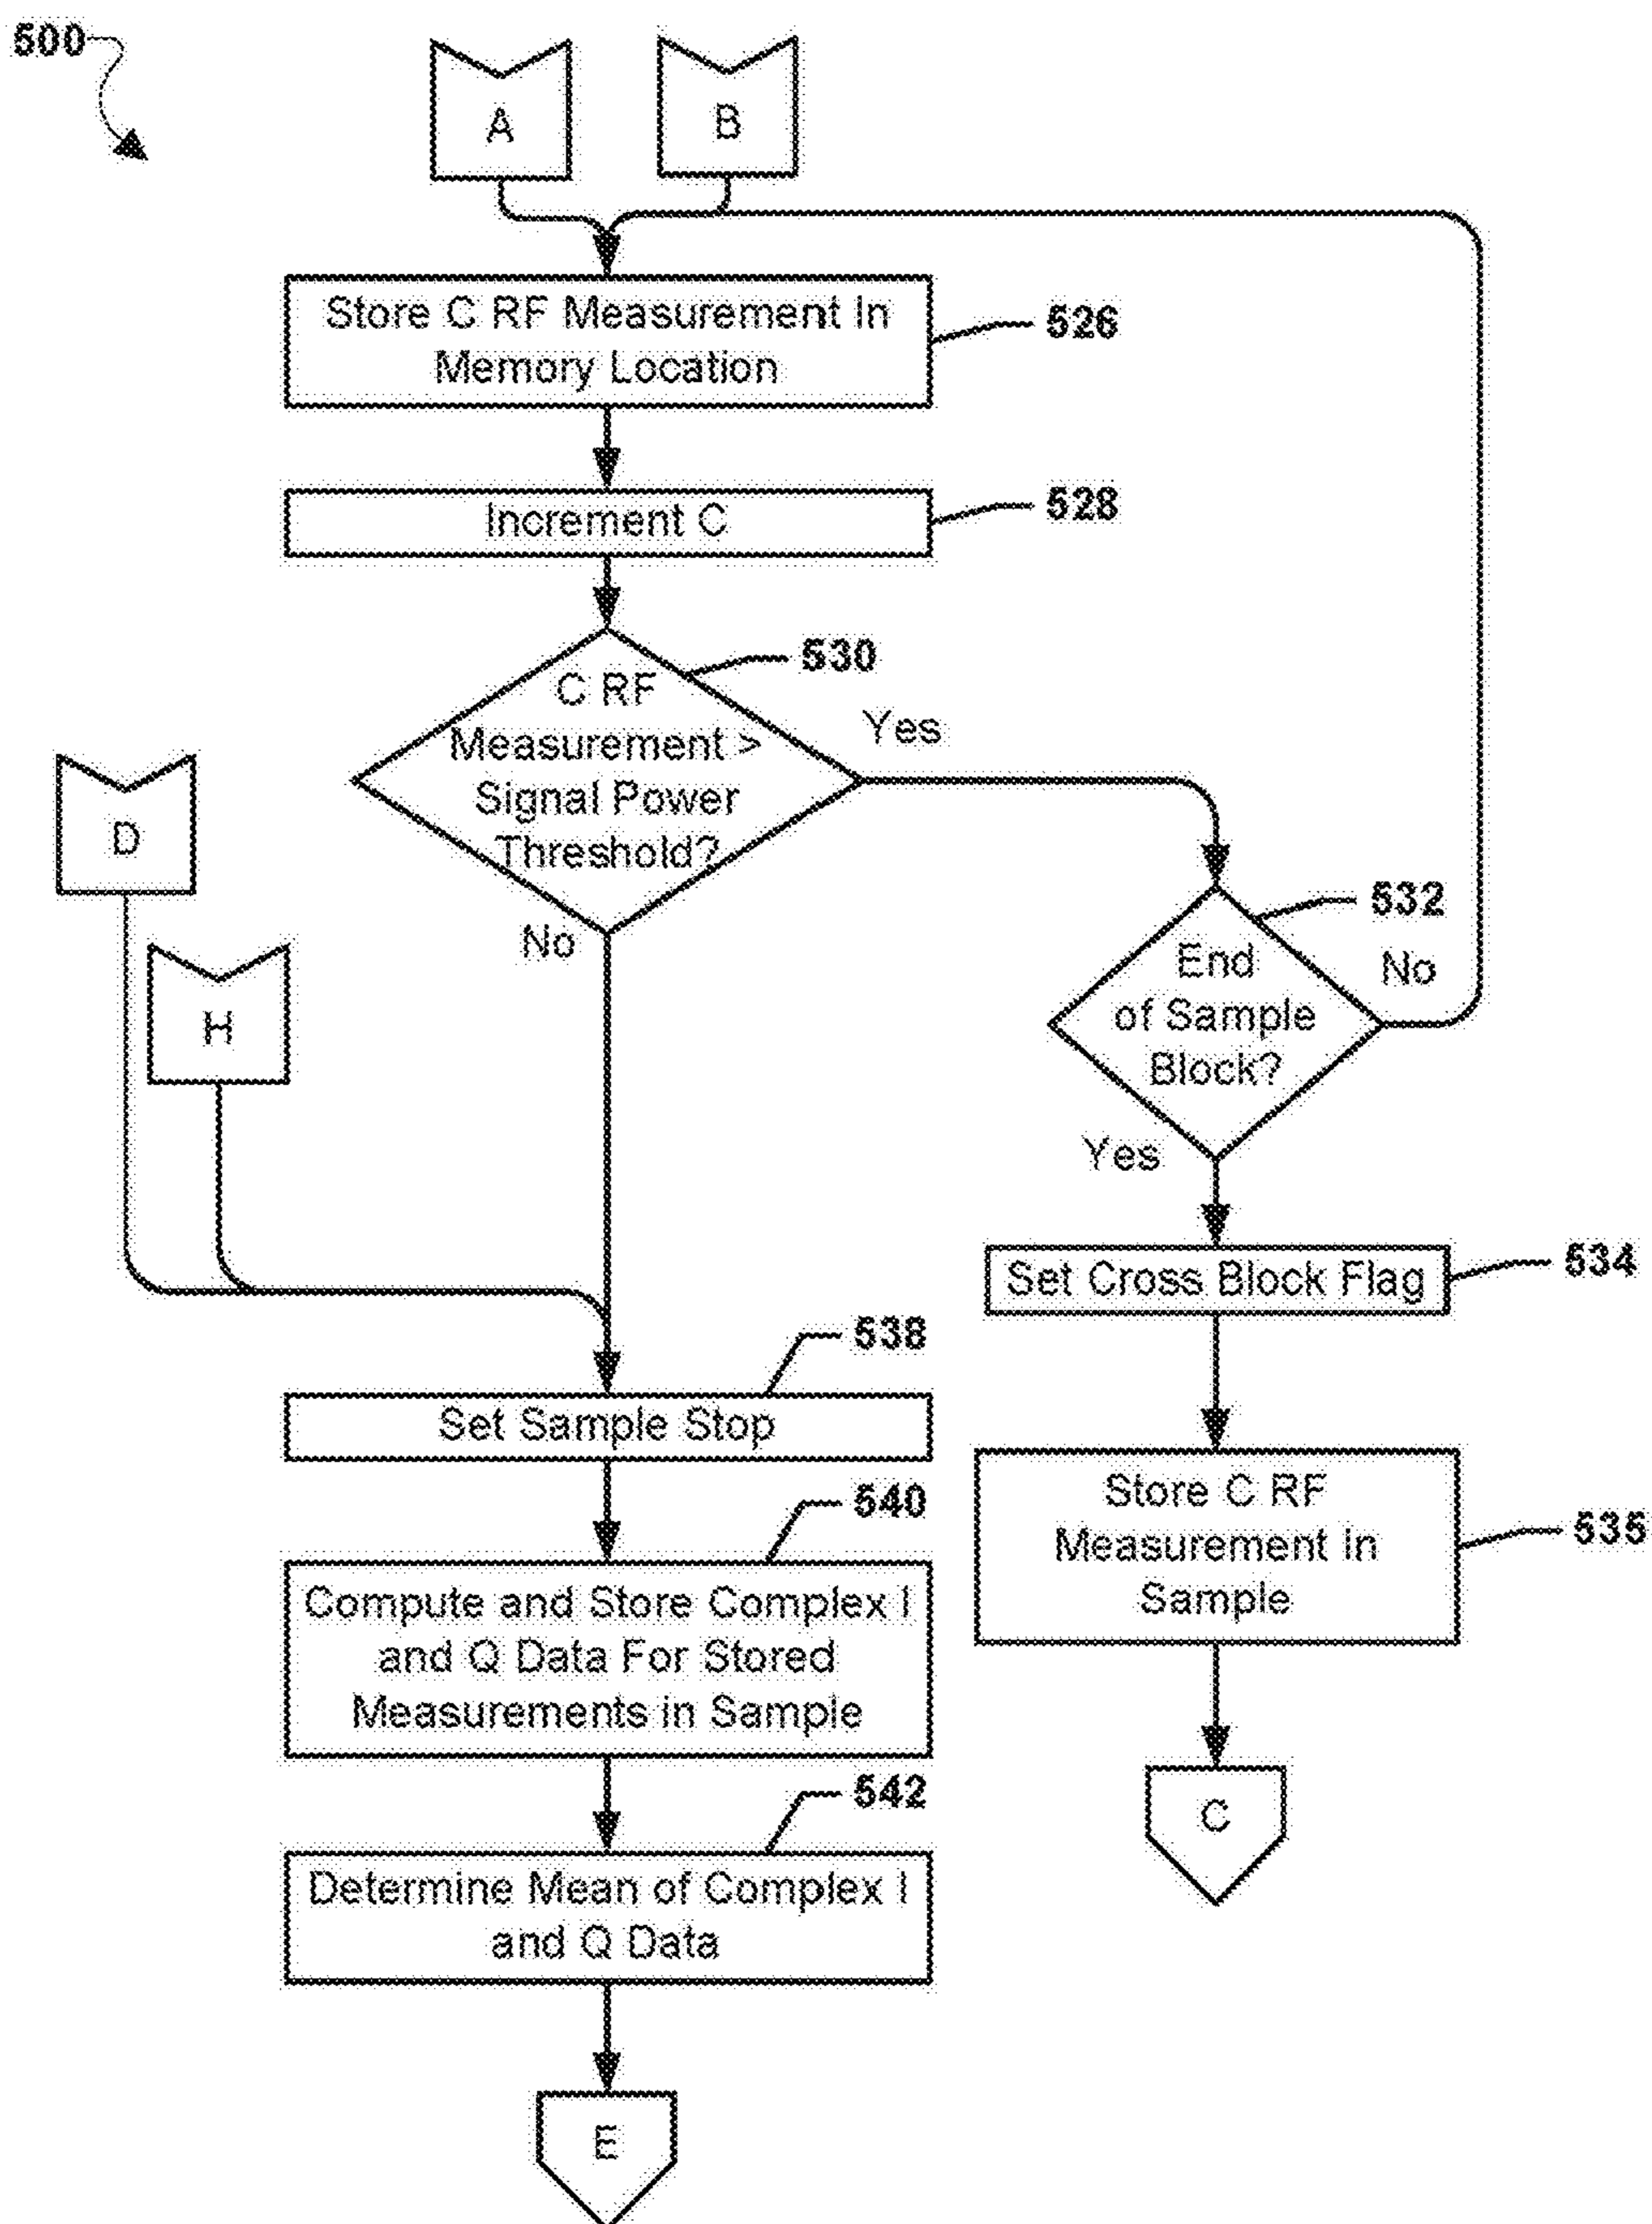 500
A
B
Store C RF Measurement In
Memory Location
526
Increment C
528
530
C RF
Measurement >
Signal Power
Threshold?
Yes
No
D
H
532
End
of Sample
Block?
No
Yes
Set Cross Block Flag
534
538
Set Sample Stop
Store C RF
Measurement In
Sample
535
540
Compute and Store Complex I
and Q Data For Stored
Measurements in Sample
C
542
Determine Mean of Complex I
and Q Data
E